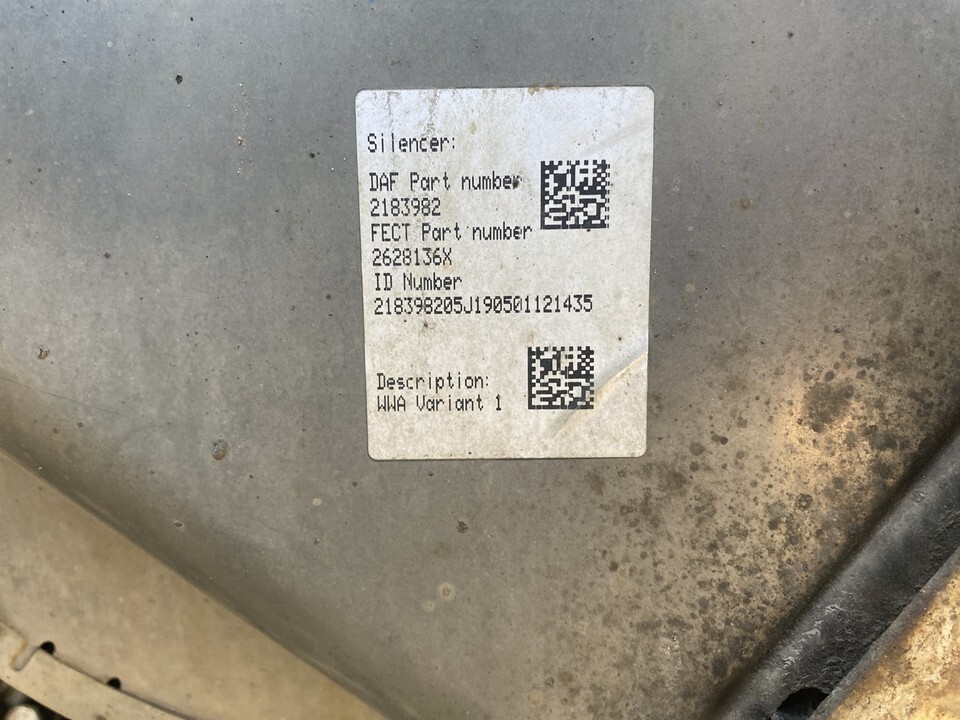 Silencer:
DAF Part number
2183982
FECT Part number
2628136X
ID Number
218398205J190501121435
Description:
WWA Variant 1